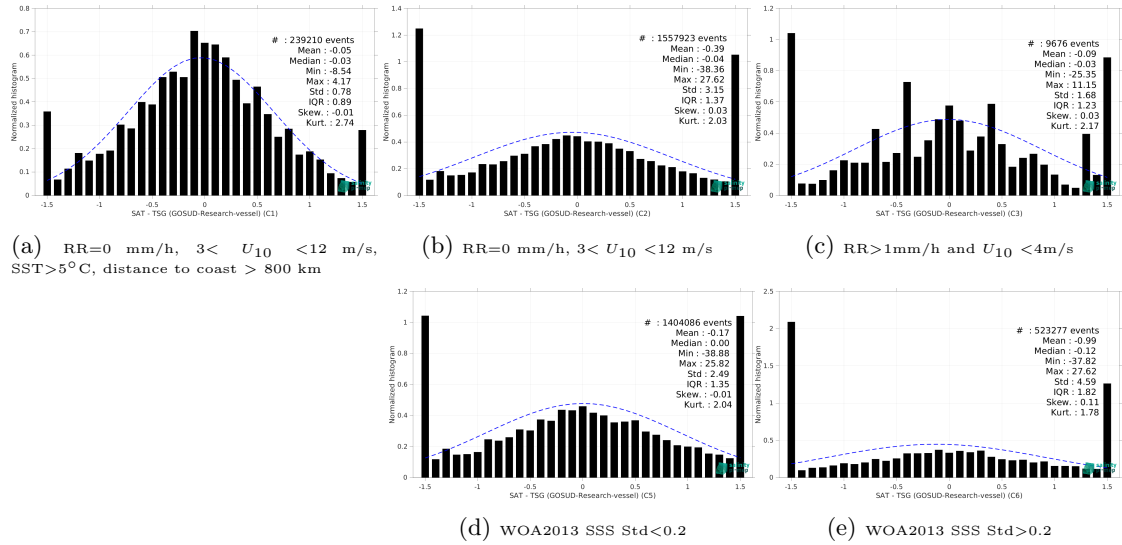 0.8
0.7
0.6
0.5
0.4
0.3
0.2
0.1
0.0
Normalized histogram
# : 239210 events
Mean : -0.05
Median : -0.03
Min : -8.54
Max : 4.17
Std : 0.78
IQR : 0.89
Skew. : -0.01
Kurt. : 2.74
-1.5 -1 -0.5 0 0.5 1 1.5
SAT - TSG (GOSUD-Research-vessel) (C1)
(a) RR=0 mm/h, 3< U10 <12 m/s,
SST>5°C, distance to coast > 800 km
1.4
1.2
1
0.8
0.6
0.4
0.2
0
Normalized histogram
# : 1557923 events
Mean : -0.39
Median : -0.04
Min : -38.36
Max : 27.62
Std : 3.15
IQR : 1.37
Skew. : 0.03
Kurt. : 2.03
-1.5 -1 -0.5 0 0.5 1 1.5
SAT - TSG (GOSUD-Research-vessel) (C2)
(b) RR=0 mm/h, 3< U10 <12 m/s
1.2
1
0.8
0.6
0.4
0.2
0
Normalized histogram
# : 9676 events
Mean : -0.09
Median : -0.03
Min : -25.35
Max : 11.15
Std : 1.68
IQR : 1.23
Skew. : 0.03
Kurt. : 2.17
-1.5 -1 -0.5 0 0.5 1 1.5
SAT - TSG (GOSUD-Research-vessel) (C3)
(c) RR>1mm/h and U10 <4m/s
1.2
1
0.8
0.6
0.4
0.2
0
Normalized histogram
# : 1404086 events
Mean : -0.17
Median : 0.00
Min : -38.88
Max : 25.82
Std : 2.49
IQR : 1.35
Skew. : -0.01
Kurt. : 2.04
-1.5 -1 -0.5 0 0.5 1 1.5
SAT - TSG (GOSUD-Research-vessel) (C5)
(d) WOA2013 SSS Std<0.2
2.5
2
1.5
1
0.5
0
Normalized histogram
# : 523277 events
Mean : -0.99
Median : -0.12
Min : -37.82
Max : 27.62
Std : 4.59
IQR : 1.82
Skew. : 0.11
Kurt. : 1.78
-1.5 -1 -0.5 0 0.5 1 1.5
SAT - TSG (GOSUD-Research-vessel) (C6)
(e) WOA2013 SSS Std>0.2